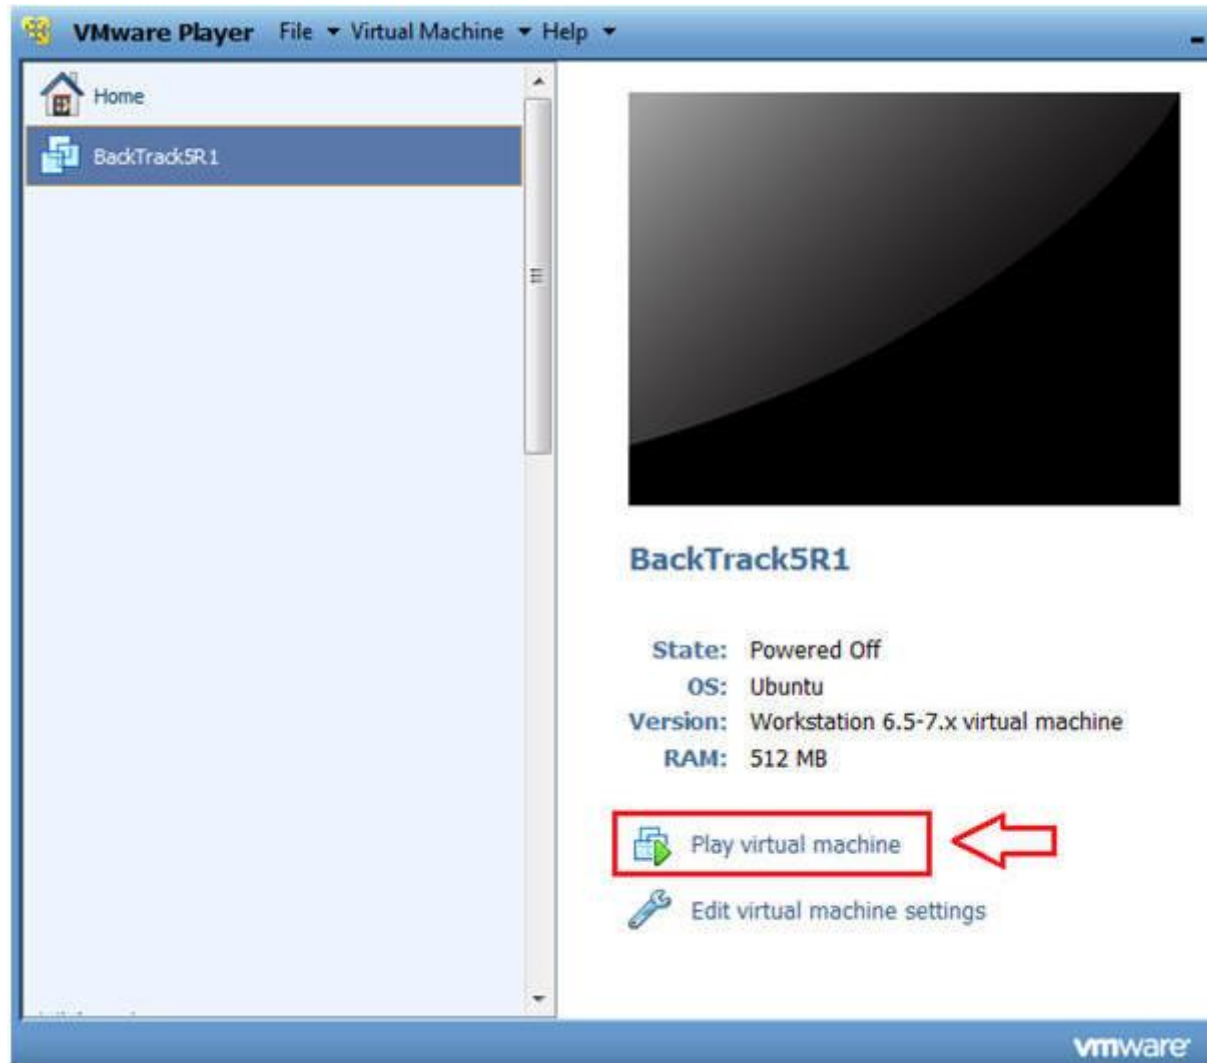 VMware Player File Virtual Machine Help
Home
BackTrack5R1
BackTrack5R1
State: Powered Off
OS: Ubuntu
Version: Workstation 6.5-7.x virtual machine
RAM: 512 MB
Play virtual machine
Edit virtual machine settings
vmware